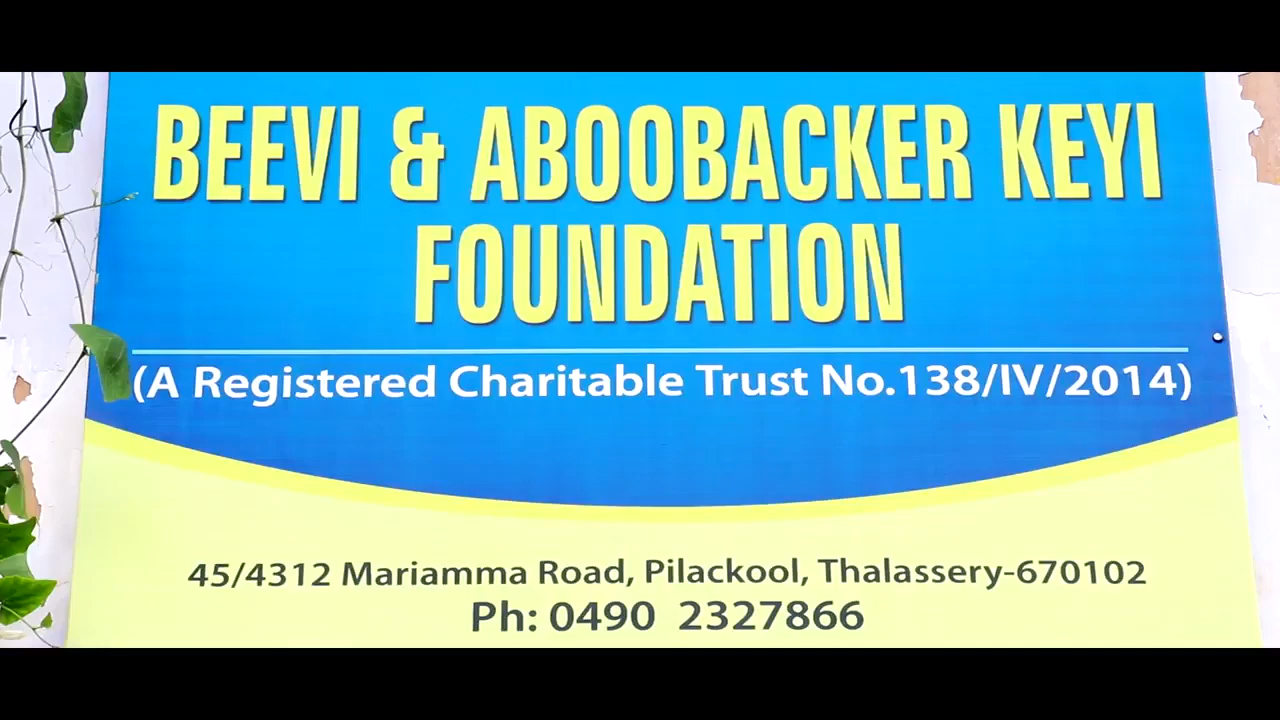 BEEVI & ABOOBACKER KEYI
FOUNDATION
(A Registered Charitable Trust No.138/IV/2014)
45/4312 Mariamma Road, Pilackool, Thalassery-670102
Ph: 0490 2327866